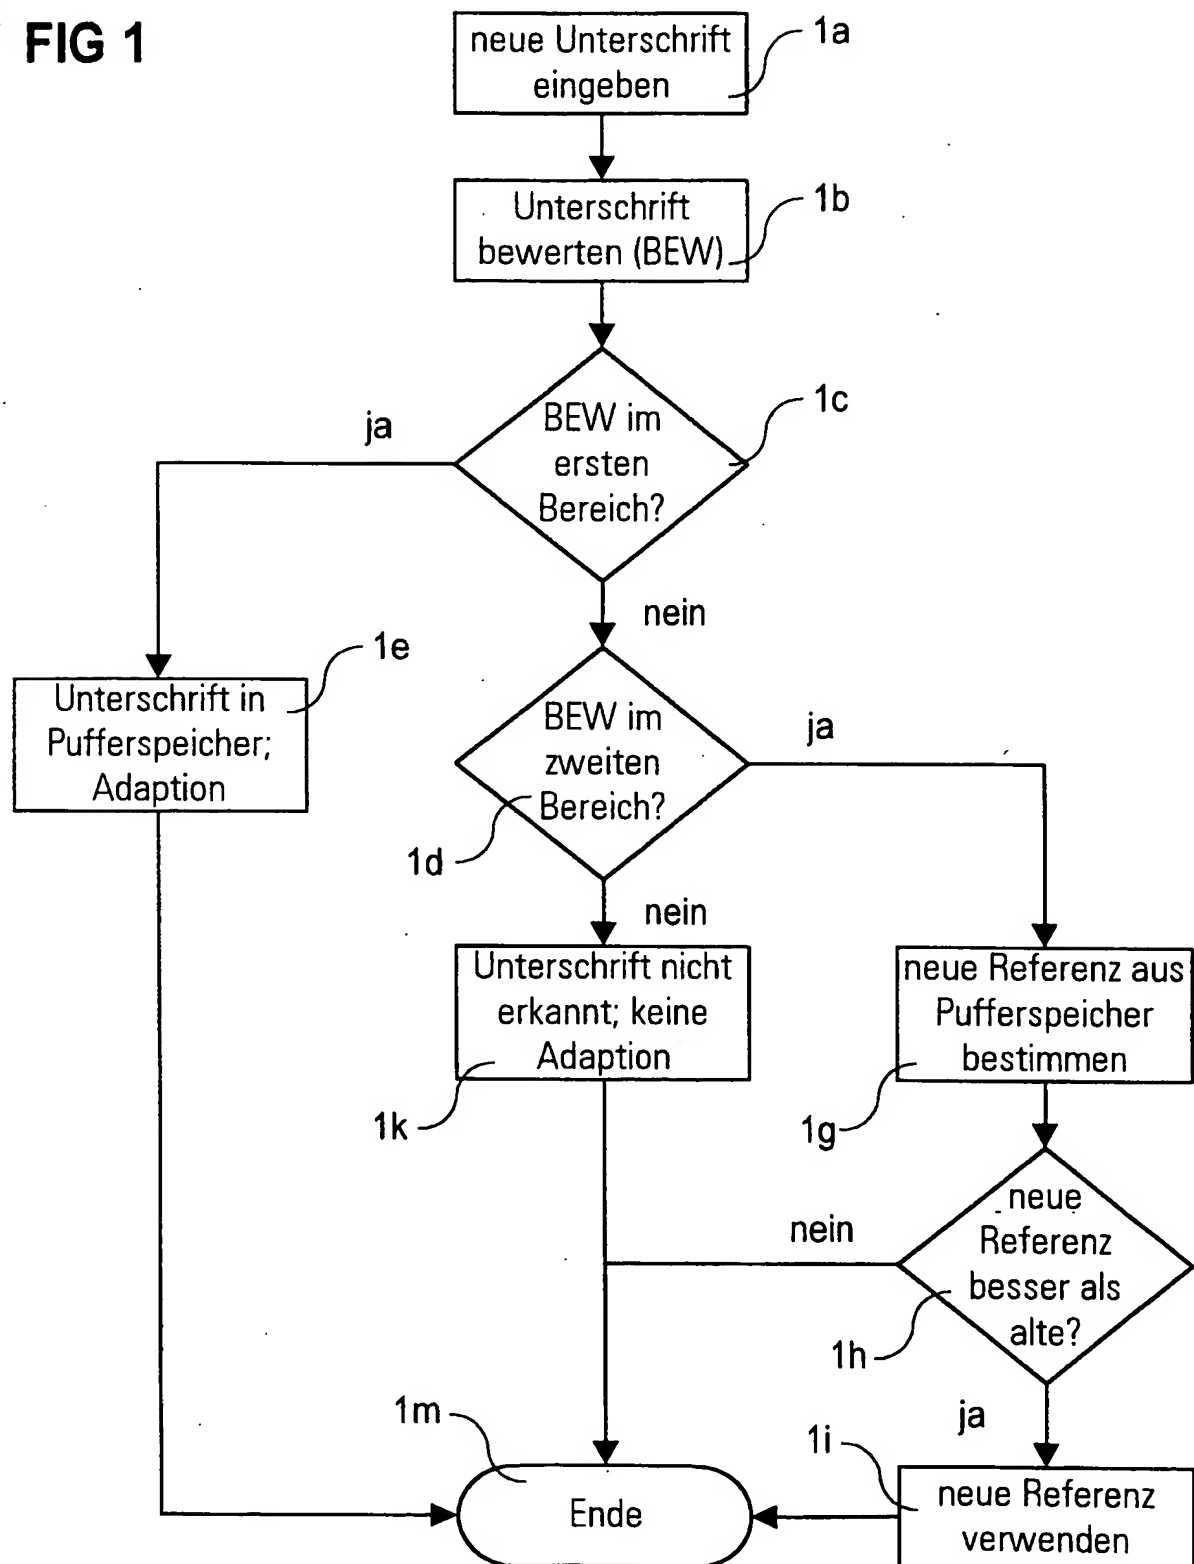 FIG 1
neue Unterschrift
eingeben
1a
Unterschrift
bewerten (BEW)
1b
BEW im
ersten
Bereich?
1c
ja
nein
Unterschrift in
Pufferspeicher;
Adaption
1e
BEW im
zweiten
Bereich?
1d
ja
nein
Unterschrift nicht
erkannt; keine
Adaption
1k
neue Referenz aus
Pufferspeicher
bestimmen
1g
neue
Referenz
besser als
alte?
1h
nein
ja
1m
Ende
1i
neue Referenz
verwenden